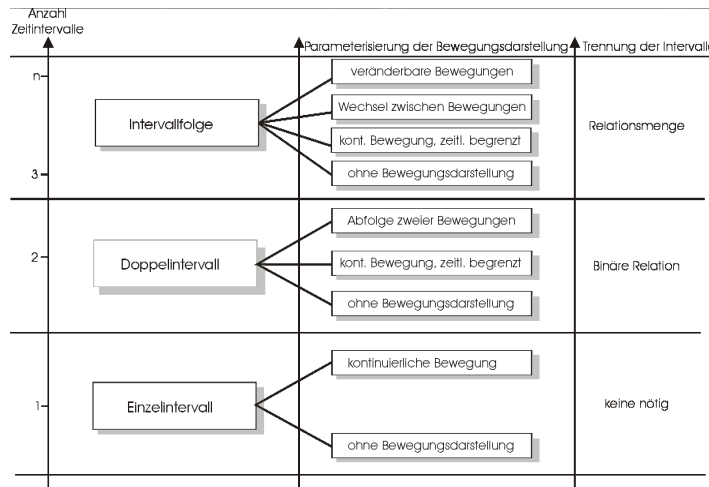 Anzahl
Zeitintervalle
Parameterisierung der Bewegungsdarstellung
Trennung der Intervalle
n
veränderbare Bewegungen
Wechsel zwischen Bewegungen
Intervallfolge
Relationsmenge
kont. Bewegung, zeitl. begrenzt
3
ohne Bewegungsdarstellung
Abfolge zweier Bewegungen
2
Doppelintervall
kont. Bewegung, zeitl. begrenzt
Binäre Relation
ohne Bewegungsdarstellung
kontinuierliche Bewegung
1
Einzelintervall
keine nötig
ohne Bewegungsdarstellung